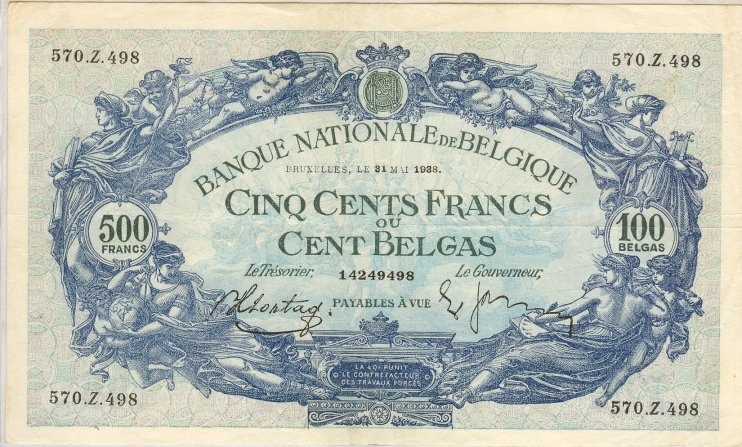 570.Z.498
570.Z.498
BANQUE NATIONALE DE BELGIQUE
BRUXELLES, LE 31 MAI 1938.
CINQ CENTS FRANCS
OU
CENT BELGAS
500
FRANCS
100
BELGAS
Le Trésorier,
14249498
Le Gouverneur,
PAYABLES À VUE
LA LOI PUNIT
LE CONTREFACTEUR
DES TRAVAUX FORCÉS
570.Z.498
570.Z.498